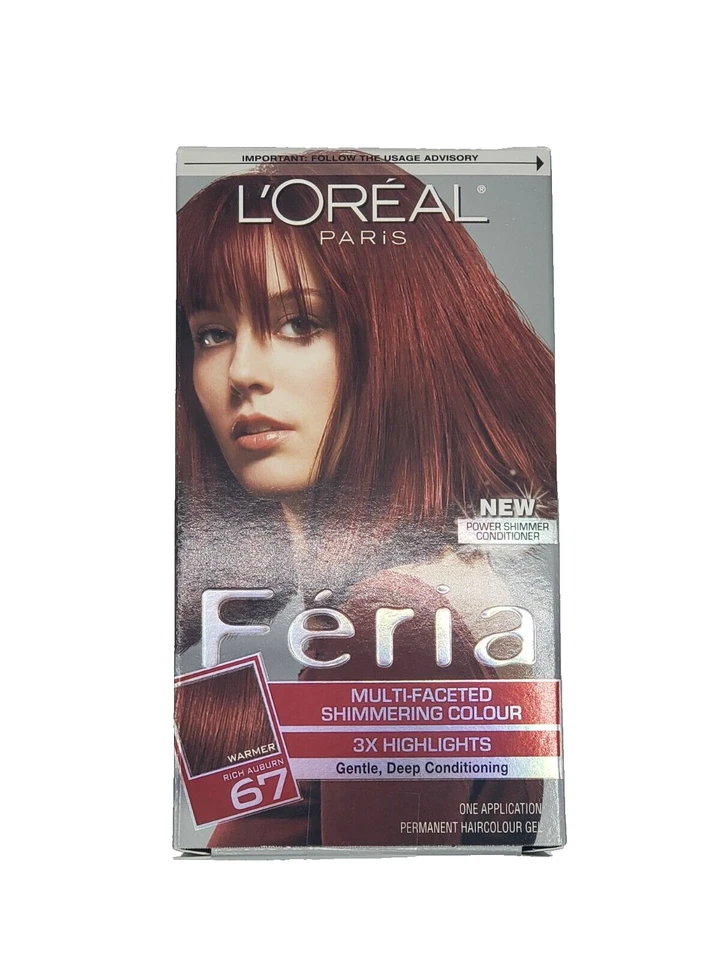 IMPORTANT: FOLLOW THE USAGE ADVISORY
L'ORÉAL®
PARiS
NEW
POWER SHIMMER
CONDITIONER
Féria
MULTI-FACETED
SHIMMERING COLOUR
3X HIGHLIGHTS
Gentle, Deep Conditioning
WARMER
RICH AUBURN
67
ONE APPLICATION
PERMANENT HAIRCOLOUR GEL